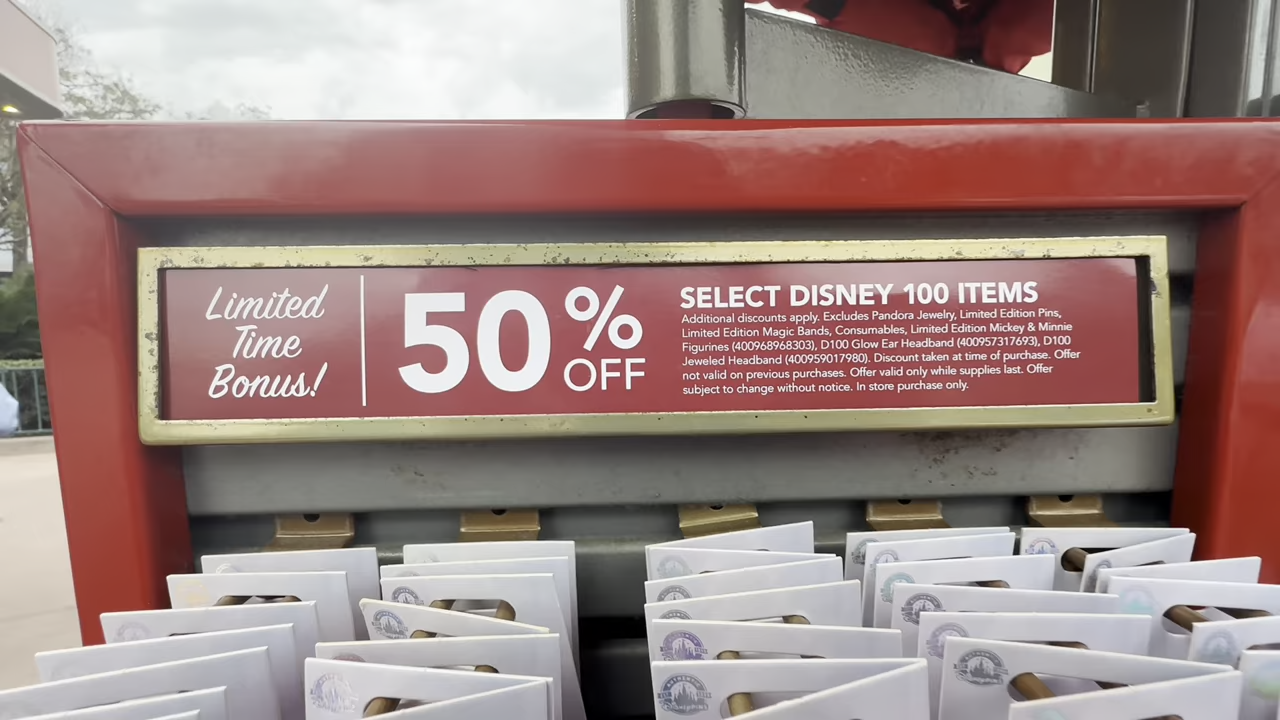 Limited
Time
Bonus!
50% OFF
SELECT DISNEY 100 ITEMS
Additional discounts apply. Excludes Pandora Jewelry, Limited Edition Pins,
Limited Edition Magic Bands, Consumables, Limited Edition Mickey & Minnie
Figurines (400968968303), D100 Glow Ear Headband (400957317693), D100
Jeweled Headband (400959017980). Discount taken at time of purchase. Offer
not valid on previous purchases. Offer valid only while supplies last. Offer
subject to change without notice. In store purchase only.